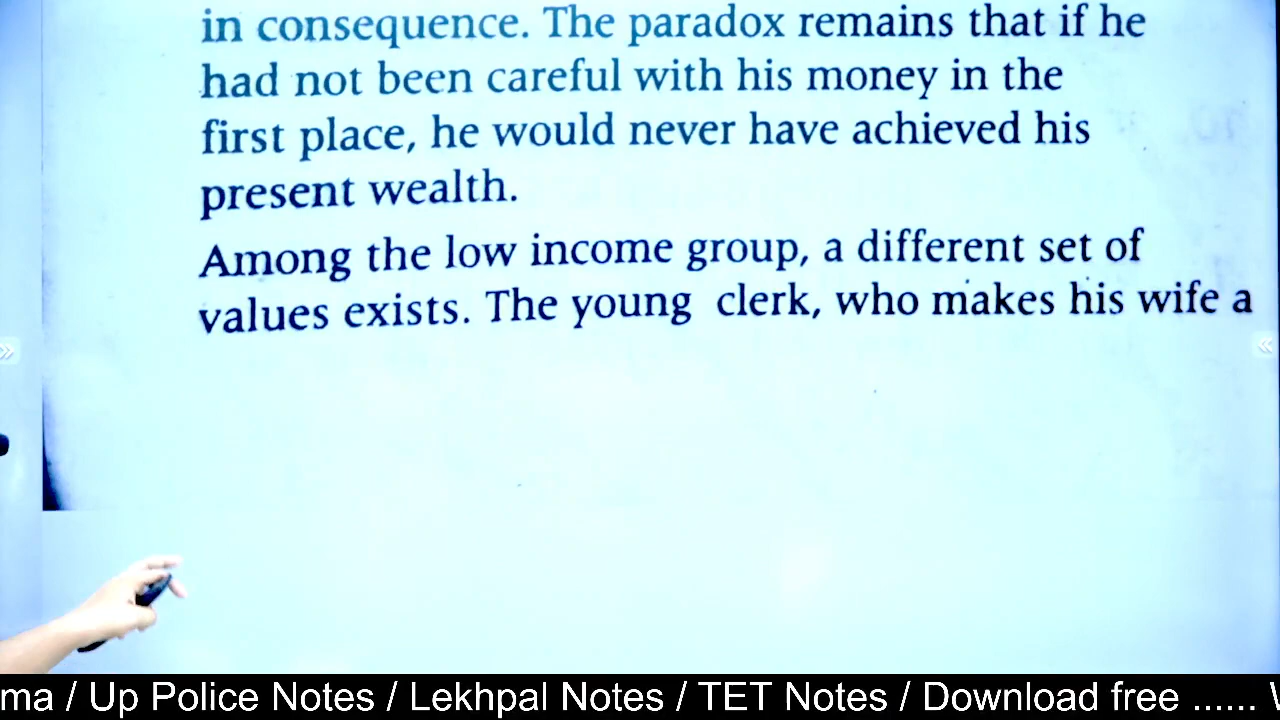 in consequence. The paradox remains that if he
had not been careful with his money in the
first place, he would never have achieved his
present wealth.
Among the low income group, a different set of
values exists. The young clerk, who makes his wife a
ma / Up Police Notes / Lekhpal Notes / TET Notes / Download free ......